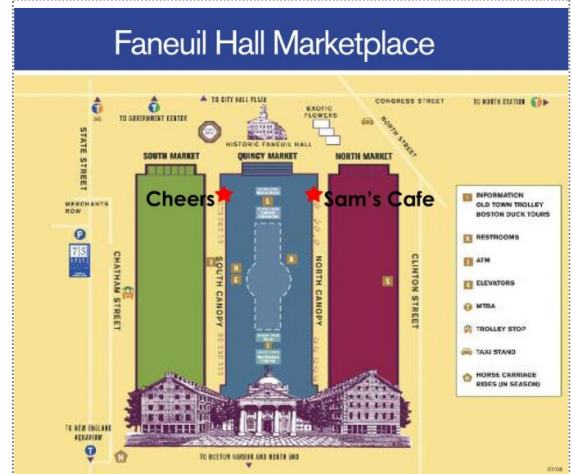 Faneuil Hall Marketplace
TO CITY HALL PLAZA
CONGRESS STREET
TO NORTH STATION
TO GOVERNMENT CENTER
EXOTIC
FLOWERS
NORTH STREET
HISTORIC FANEUIL HALL
STATE STREET
SOUTH MARKET
QUINCY MARKET
NORTH MARKET
Cheers
Sam's Cafe
MERCHANTS
ROW
P
75
CHATHAM STREET
SOUTH CANOPY
NORTH CANOPY
CLINTON STREET
INFORMATION
OLD TOWN TROLLEY
BOSTON DUCK TOURS
RESTROOMS
ATM
ELEVATORS
MTBA
TROLLEY STOP
TAXI STAND
HORSE CARRIAGE
RIDES (IN SEASON)
TO NEW ENGLAND
AQUARIUM
T
H
TO BOSTON HARBOR AND NORTH END